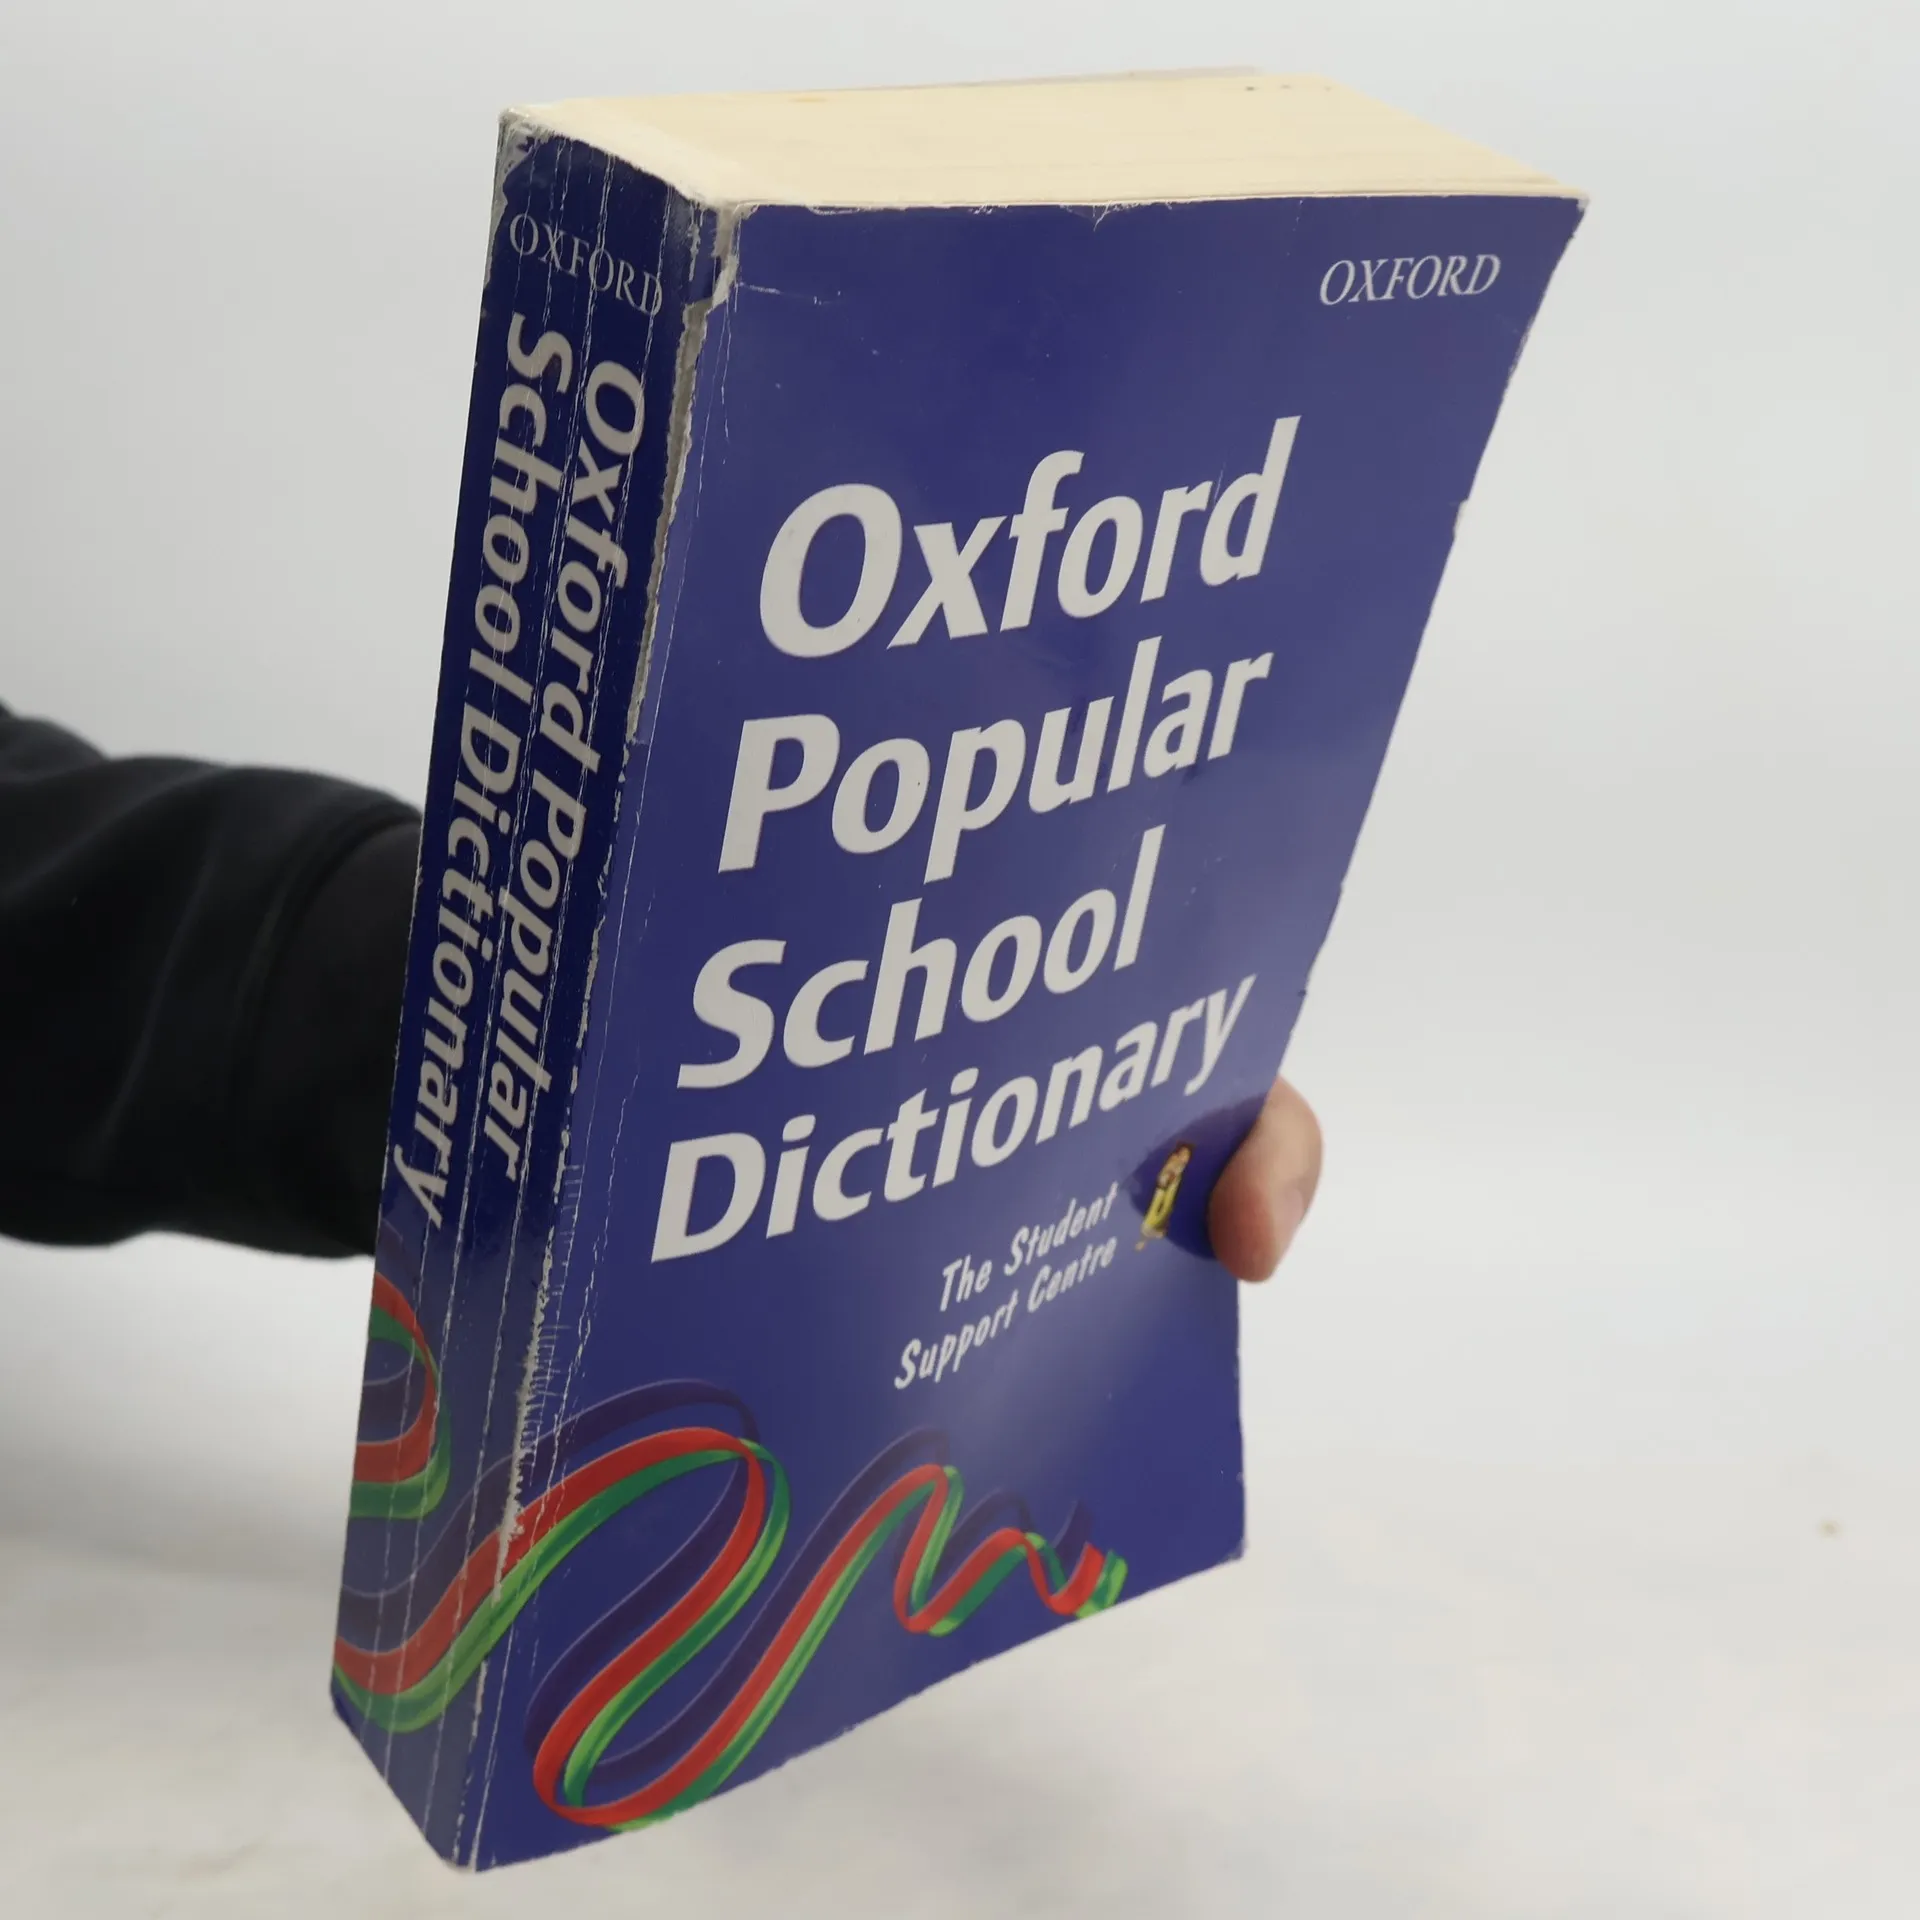 OXFORD
Oxford Popular
School Dictionary
OXFORD
Oxford
Popular
School
Dictionary
The Student
Support Centre